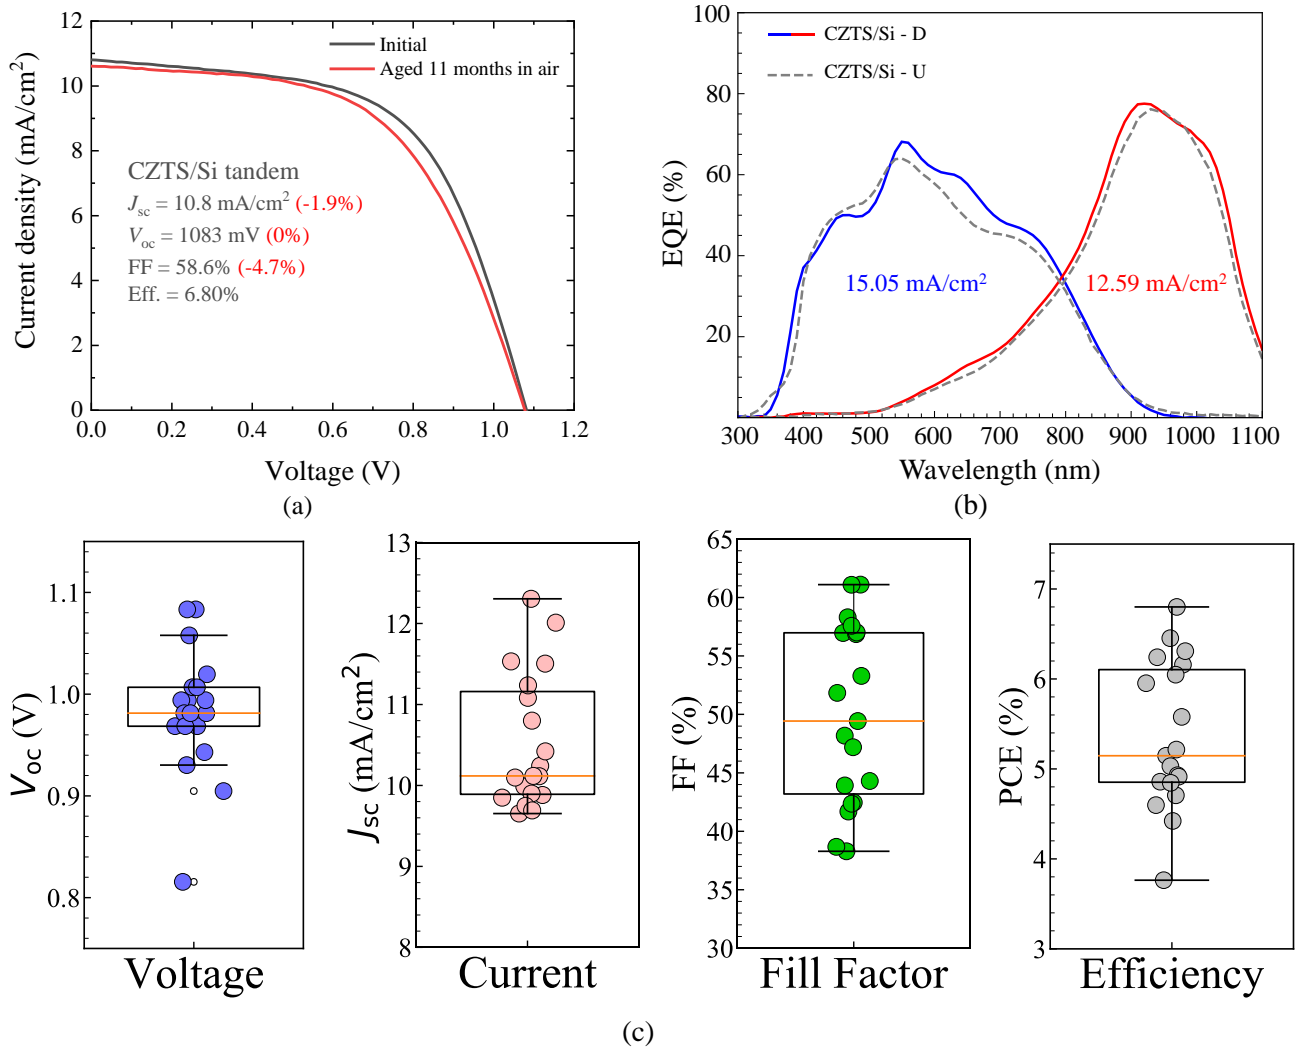 12
10
8
6
4
2
0
0.0 0.2 0.4 0.6 0.8 1.0 1.2
Current density (mA/cm²)
Voltage (V)
Initial
Aged 11 months in air
CZTS/Si tandem
Jsc = 10.8 mA/cm² (-1.9%)
Voc = 1083 mV (0%)
FF = 58.6% (-4.7%)
Eff. = 6.80%
(a)
100
80
60
40
20
300 400 500 600 700 800 900 1000 1100
EQE (%)
Wavelength (nm)
CZTS/Si - D
CZTS/Si - U
15.05 mA/cm²
12.59 mA/cm²
(b)
1.1
1.0
0.9
0.8
Voc (V)
Voltage
13
12
11
10
9
8
Jsc (mA/cm²)
Current
65
60
55
50
45
40
35
30
FF (%)
Fill Factor
7
6
5
4
3
PCE (%)
Efficiency
(c)